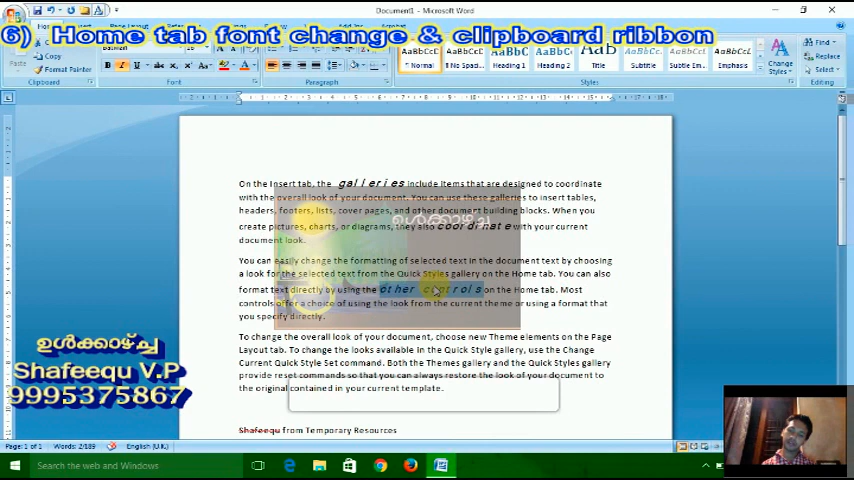 Document1 - Microsoft Word
6) Home tab font change & clipboard ribbon
Copy
Format Painter
AaBbCcI
AaBbCcI
AaBbC
AaBbCc
AaB
AaBbCcI
AaBbCcI
Normal
No Spaci...
Heading 1
Heading 2
Title
Subtitle
Subtle Em...
Emphasis
Change Styles
Find
Replace
Select
Clipboard
Font
Paragraph
Styles
Editing
On the Insert tab, the galleries include items that are designed to coordinate
with the overall look of your document. You can use these galleries to insert tables,
headers, footers, lists, cover pages, and other document building blocks. When you
create pictures, charts, or diagrams, they also coordinate with your current
document look.
ഉൾക്കാഴ്ച
You can easily change the formatting of selected text in the document text by choosing
a look for the selected text from the Quick Styles gallery on the Home tab. You can also
format text directly by using the other controls on the Home tab. Most
controls offer a choice of using the look from the current theme or using a format that
you specify directly.
To change the overall look of your document, choose new Theme elements on the Page
Layout tab. To change the looks available in the Quick Style gallery, use the Change
Current Quick Style Set command. Both the Themes gallery and the Quick Styles gallery
provide reset commands so that you can always restore the look of your document to
the original contained in your current template.
Shafeequ from Temporary Resources
ഉൾക്കാഴ്ച
Shafeequ V.P
9995375867
Page: 1 of 1
Words: 2/189
English (U.K.)
Search the web and Windows